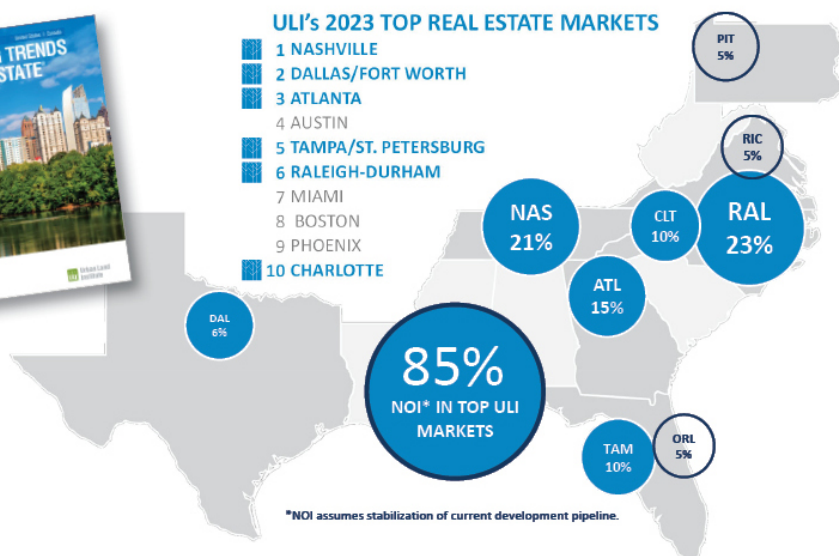 TRENDS
STATE®
Urban Land
Institute
ULI's 2023 TOP REAL ESTATE MARKETS
1 NASHVILLE
2 DALLAS/FORT WORTH
3 ATLANTA
4 AUSTIN
5 TAMPA/ST. PETERSBURG
6 RALEIGH-DURHAM
7 MIAMI
8 BOSTON
9 PHOENIX
10 CHARLOTTE
PIT
5%
RIC
5%
NAS
21%
CLT
10%
RAL
23%
ATL
15%
DAL
6%
85%
NOI* IN TOP ULI
MARKETS
TAM
10%
ORL
5%
*NOI assumes stabilization of current development pipeline.